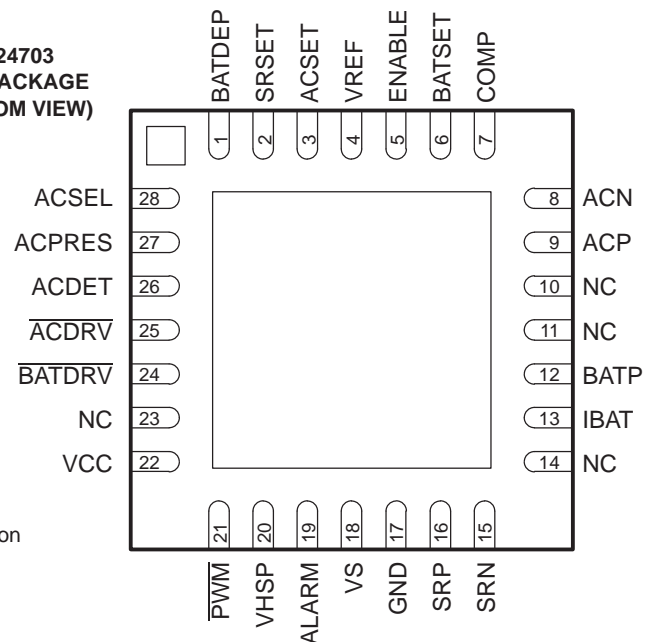 24703
ACKAGE
OM VIEW)
BATDEP
SRSET
ACSET
VREF
ENABLE
BATSET
COMP
1
2
3
4
5
6
7
ACSEL 28
ACPRES 27
ACDET 26
ACDRV 25
BATDRV 24
NC 23
VCC 22
8 ACN
9 ACP
10 NC
11 NC
12 BATP
13 IBAT
14 NC
on
21
20
19
18
17
16
15
PWM
VHSP
ALARM
VS
GND
SRP
SRN